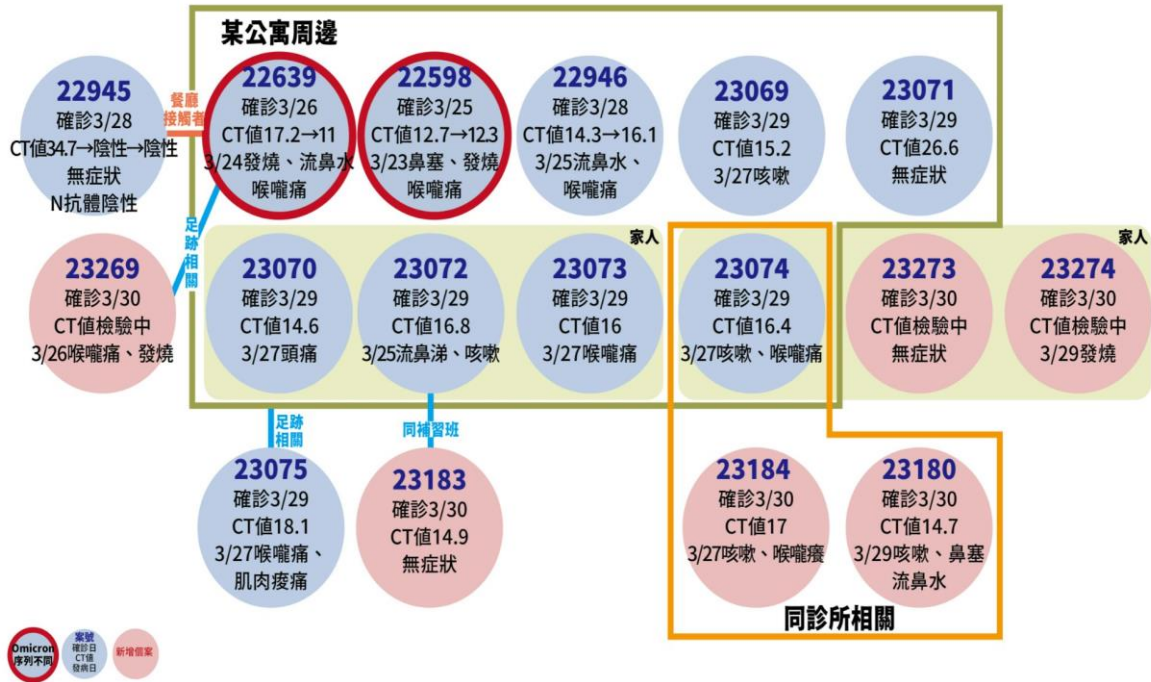 某公寓周邊
22945
確診3/28
CT值34.7→陰性→陰性
無症狀
N抗體陰性
餐廳
接觸者
22639
確診3/26
CT值17.2→11
3/24發燒、流鼻水
喉嚨痛
22598
確診3/25
CT值12.7→12.3
3/23鼻塞、發燒
喉嚨痛
22946
確診3/28
CT值14.3→16.1
3/25流鼻水、
喉嚨痛
23069
確診3/29
CT值15.2
3/27咳嗽
23071
確診3/29
CT值26.6
無症狀
足跡相關
23269
確診3/30
CT值檢驗中
3/26喉嚨痛、發燒
家人
23070
確診3/29
CT值14.6
3/27頭痛
23072
確診3/29
CT值16.8
3/25流鼻涕、咳嗽
23073
確診3/29
CT值16
3/27喉嚨痛
家人
23074
確診3/29
CT值16.4
3/27咳嗽、喉嚨痛
23273
確診3/30
CT值檢驗中
無症狀
23274
確診3/30
CT值檢驗中
3/29發燒
足跡
相關
23075
確診3/29
CT值18.1
3/27喉嚨痛、
肌肉痠痛
同補習班
23183
確診3/30
CT值14.9
無症狀
23184
確診3/30
CT值17
3/27咳嗽、喉嚨癢
23180
確診3/30
CT值14.7
3/29咳嗽、鼻塞
流鼻水
同診所相關
Omicron
序列不同
案號
確診日
CT值
發病日
新增個案